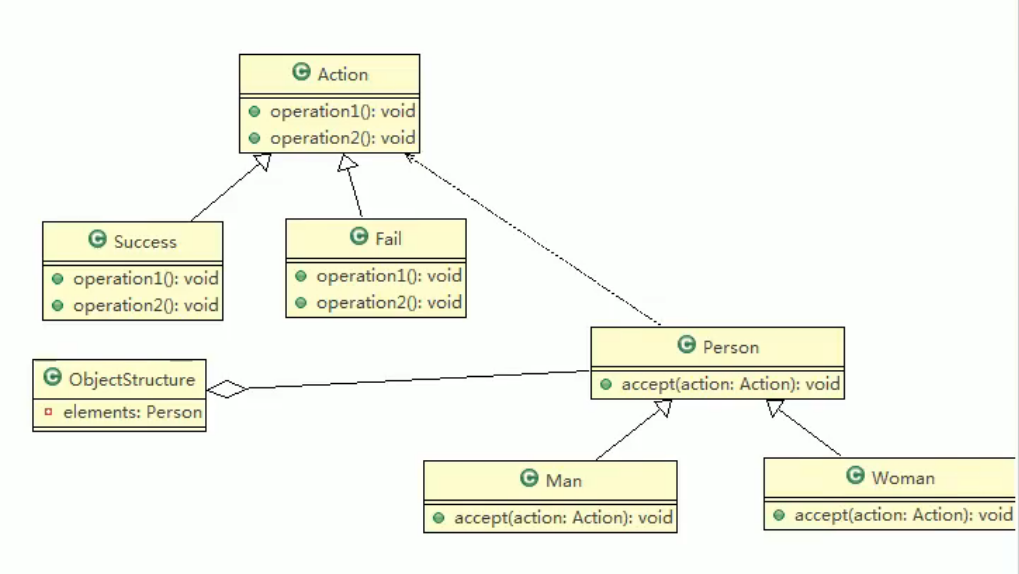 Action
operation1(): void
operation2(): void
Success
operation1(): void
operation2(): void
Fail
operation1(): void
operation2(): void
ObjectStructure
elements: Person
Person
accept(action: Action): void
Man
accept(action: Action): void
Woman
accept(action: Action): void